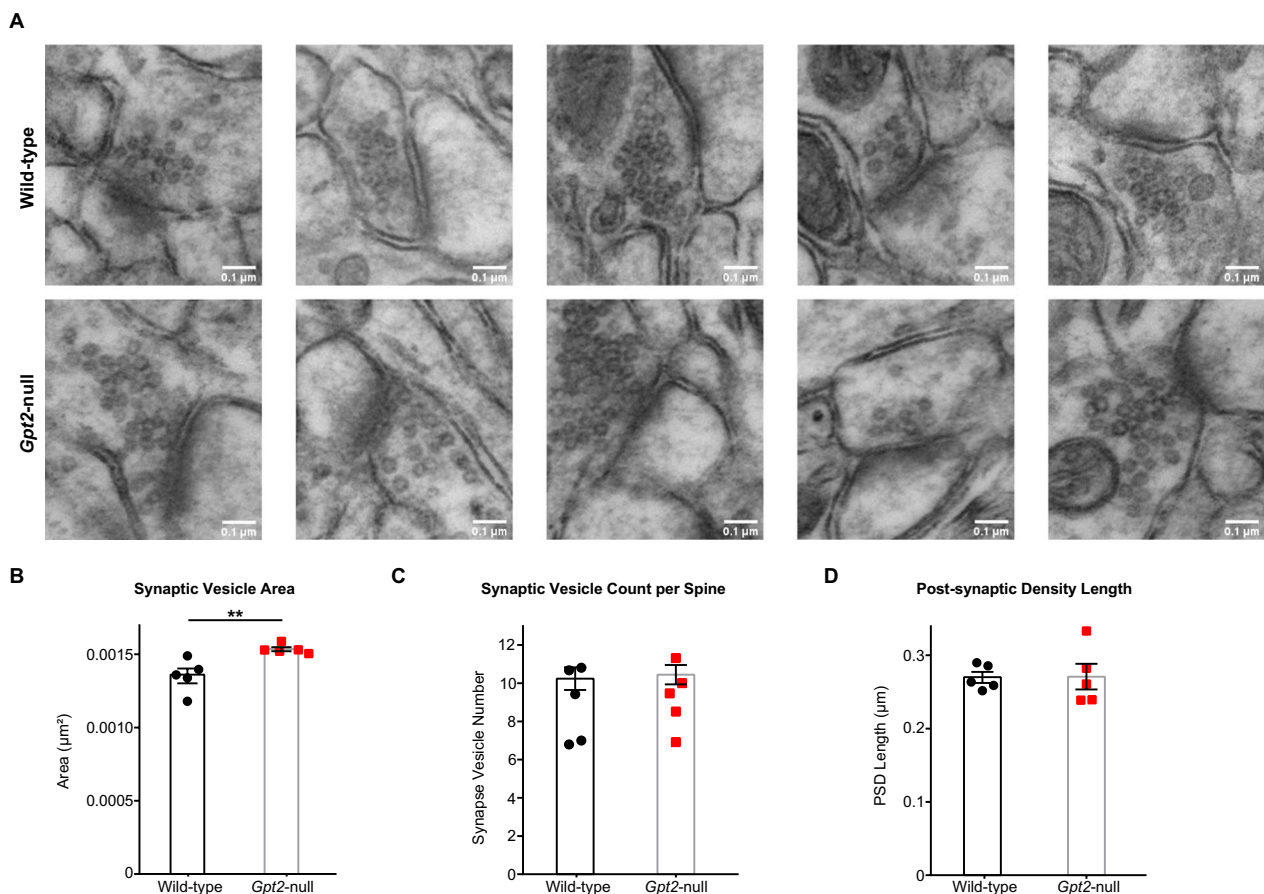 A
Wild-type
0.1 µm
0.1 µm
0.1 µm
0.1 µm
0.1 µm
Gpt2-null
0.1 µm
0.1 µm
0.1 µm
0.1 µm
0.1 µm
B
Synaptic Vesicle Area
**
Area (µm²)
0.0015
0.0010
0.0005
0
Wild-type
Gpt2-null
C
Synaptic Vesicle Count per Spine
Synapse Vesicle Number
12
10
8
6
4
2
0
Wild-type
Gpt2-null
D
Post-synaptic Density Length
PSD Length (µm)
0.3
0.2
0.1
0
Wild-type
Gpt2-null